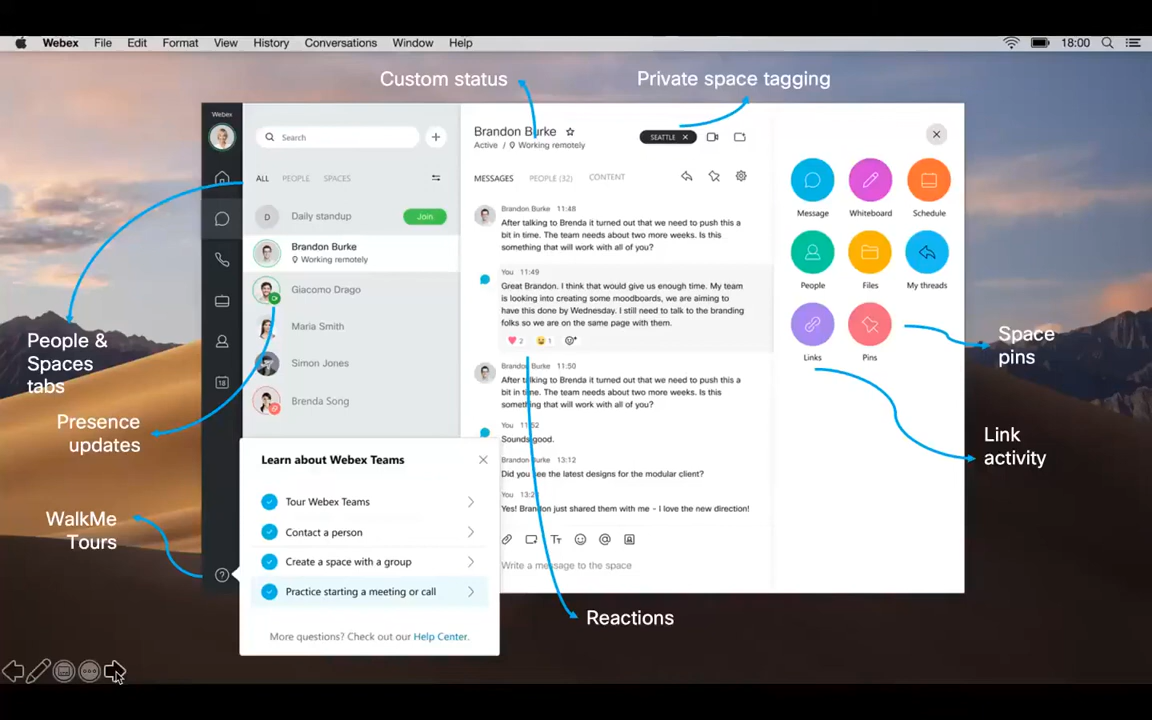 Webex File Edit Format View History Conversations Window Help 18:00
Custom status
Private space tagging
Webex
Search
ALL PEOPLE SPACES
D Daily standup Join
Brandon Burke
Working remotely
Giacomo Drago
Maria Smith
Simon Jones
Brenda Song
18
Brandon Burke
Active / Working remotely
SEATTLE
MESSAGES PEOPLE (32) CONTENT
Brandon Burke 11:48
After talking to Brenda it turned out that we need to push this a
bit in time. The team needs about two more weeks. Is this
something that will work with all of you?
You 11:49
Great Brandon. I think that would give us enough time. My team
is looking into creating some moodboards, we are aiming to
have this done by Wednesday. I still need to talk to the branding
folks so we are on the same page with them.
2 1
Brandon Burke 11:50
After talking to Brenda it turned out that we need to push this a
bit in time. The team needs about two more weeks. Is this
something that will work with all of you?
You 11:52
Sounds good.
Brandon Burke 13:12
Did you see the latest designs for the modular client?
You
Yes! Brandon just shared them with me - I love the new direction!
Write a message to the space
Message Whiteboard Schedule
People Files My threads
Links Pins
People &
Spaces
tabs
Presence
updates
WalkMe
Tours
Learn about Webex Teams
Tour Webex Teams
Contact a person
Create a space with a group
Practice starting a meeting or call
More questions? Check out our Help Center.
Reactions
Space
pins
Link
activity